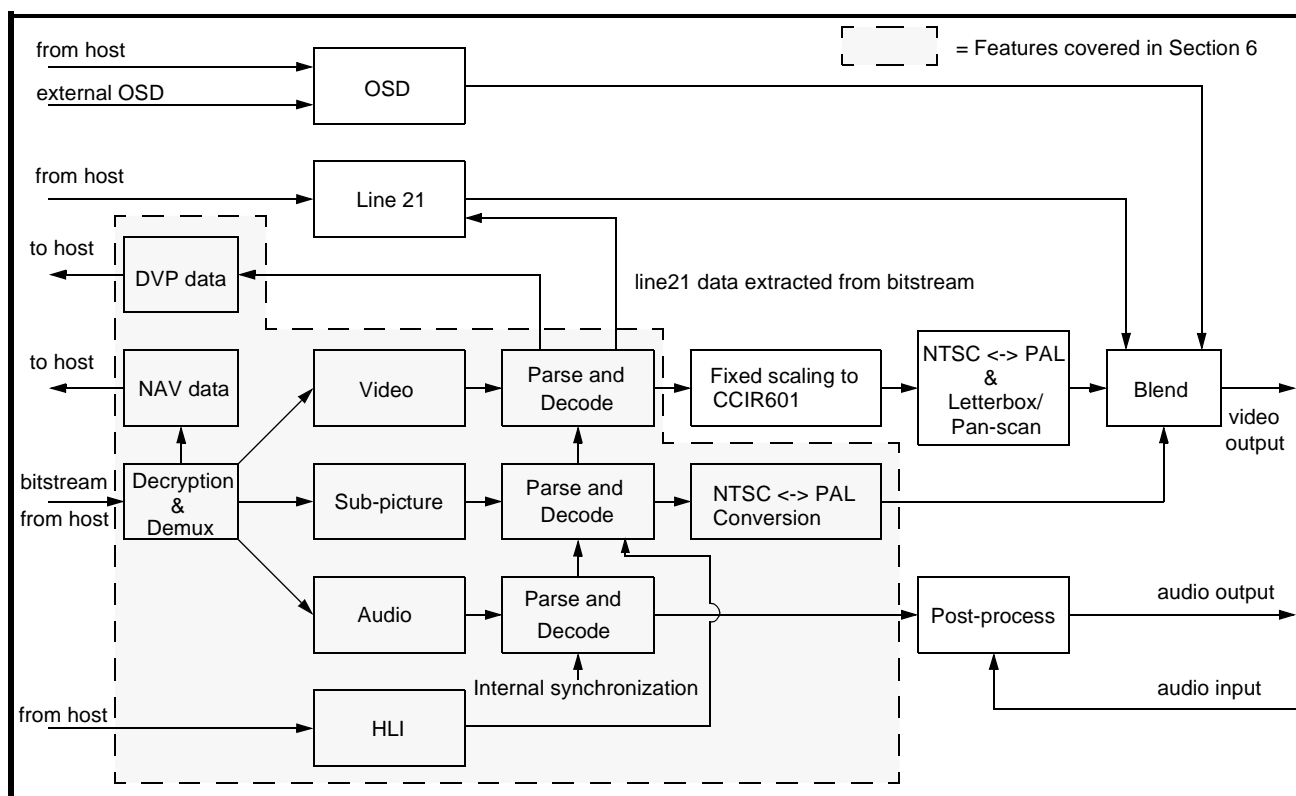 from host
= Features covered in Section 6
external OSD
OSD
from host
Line 21
to host
DVP data
line21 data extracted from bitstream
to host
NAV data
Video
Parse and
Decode
Fixed scaling to
CCIR601
NTSC <-> PAL
&
Letterbox/
Pan-scan
Blend
video
output
bitstream
from host
Decryption
&
Demux
Sub-picture
Parse and
Decode
NTSC <-> PAL
Conversion
Audio
Parse and
Decode
Post-process
audio output
Internal synchronization
audio input
from host
HLI